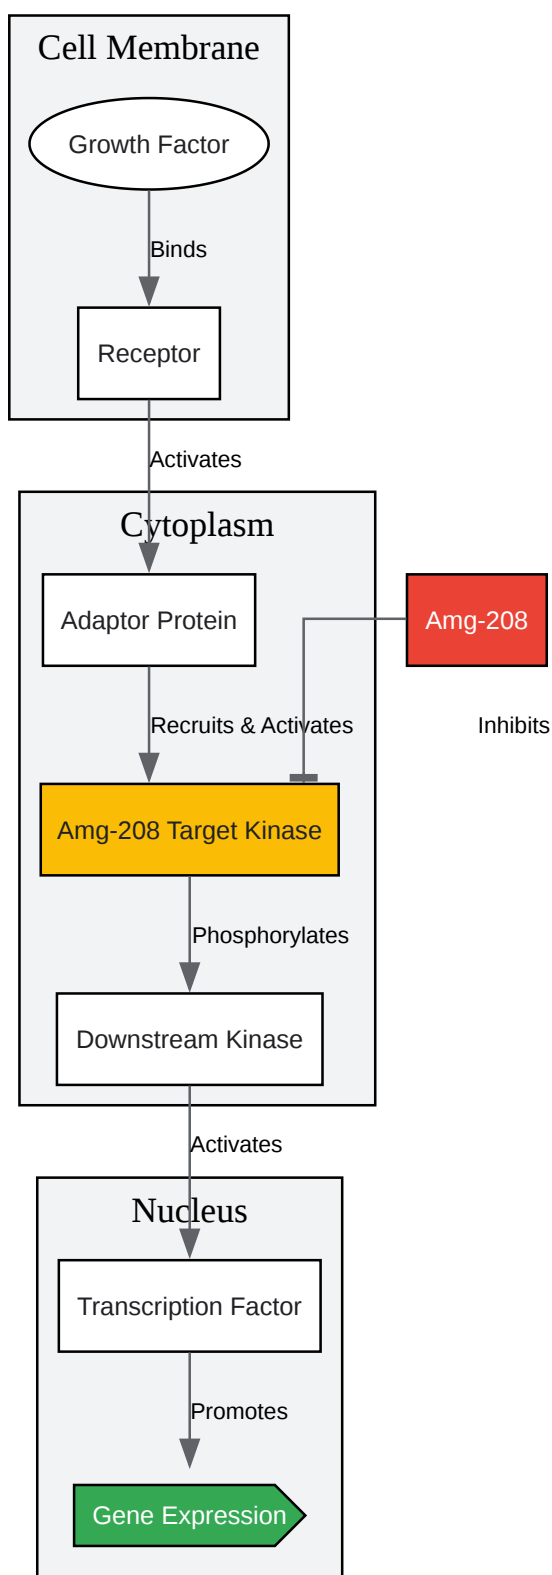 Cell Membrane
Growth Factor
Binds
Receptor
Activates
Cytoplasm
Adaptor Protein
Amg-208
Recruits & Activates
Inhibits
Amg-208 Target Kinase
Phosphorylates
Downstream Kinase
Activates
Nucleus
Transcription Factor
Promotes
Gene Expression